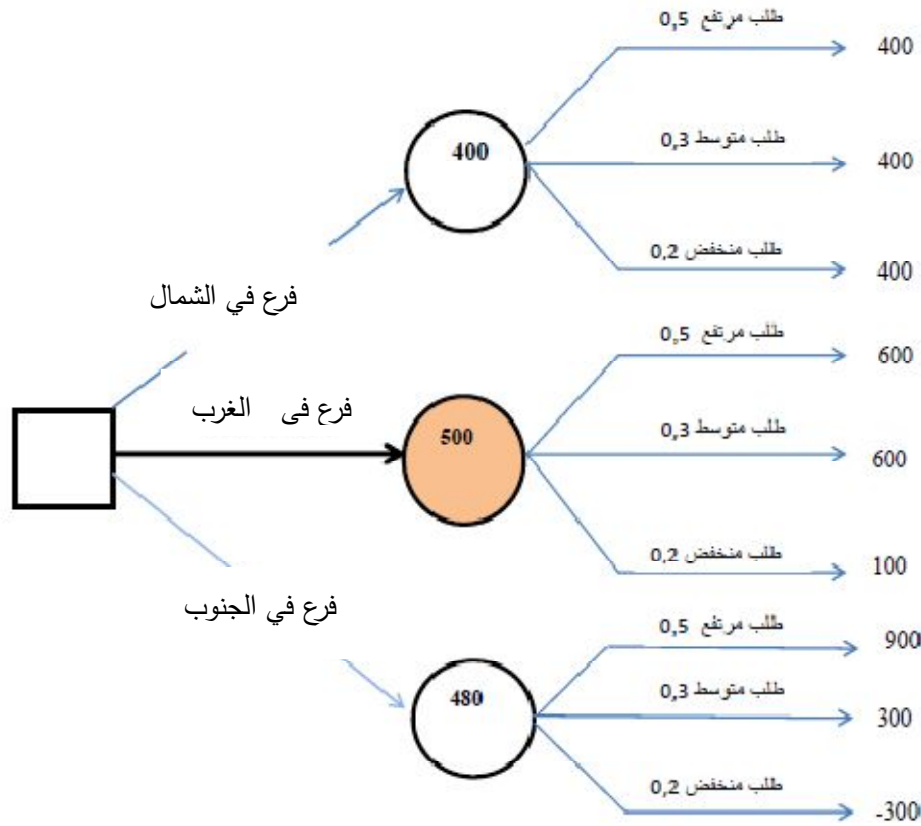 طلب مرتفع 0,5
400
400
طلب متوسط 0,3
400
طلب منخفض 0,2
400
فرع في الشمال
طلب مرتفع 0,5
600
فرع فى الغرب
500
طلب متوسط 0,3
600
طلب منخفض 0,2
100
فرع في الجنوب
طلب مرتفع 0,5
900
480
طلب متوسط 0,3
300
طلب منخفض 0,2
-300